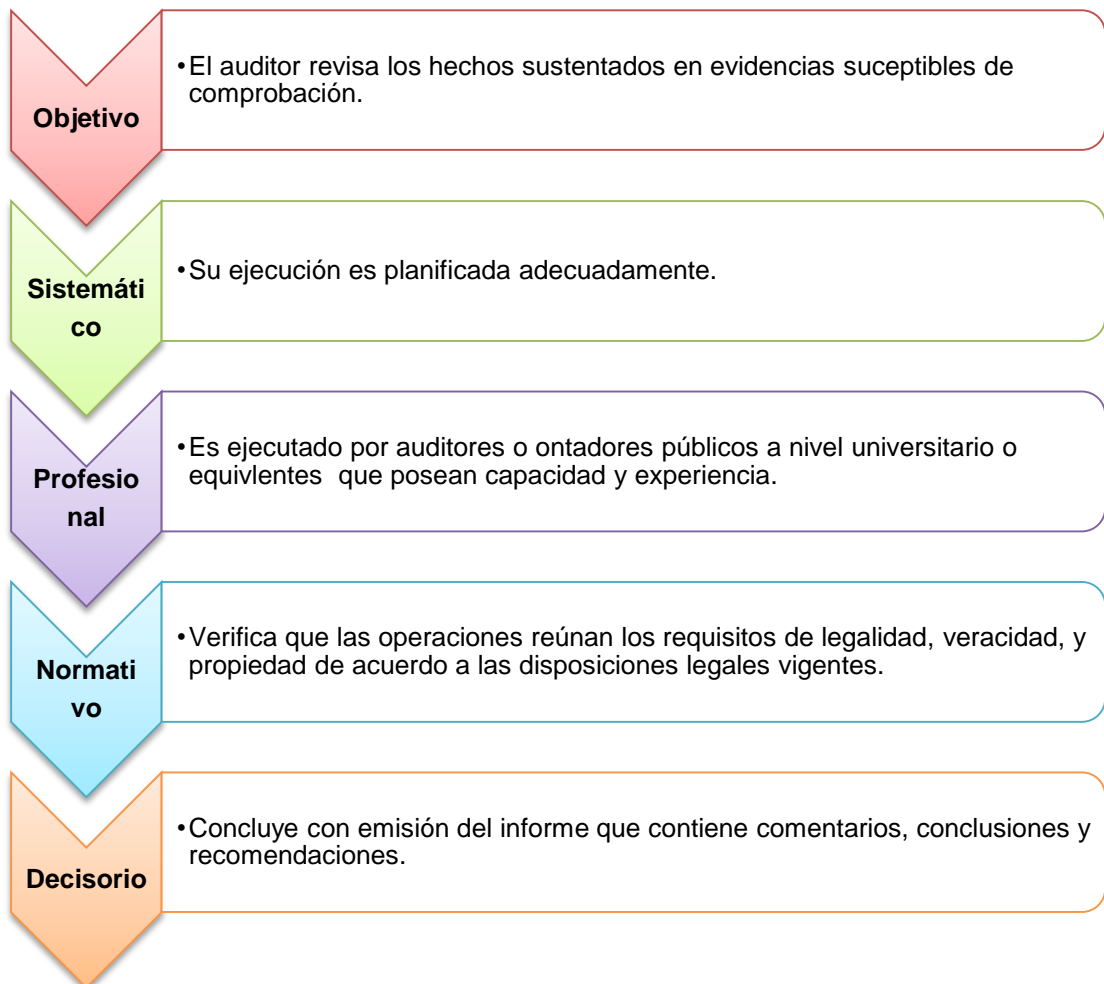 Objetivo
•El auditor revisa los hechos sustentados en evidencias suceptibles de
comprobación.
Sistemáti
co
•Su ejecución es planificada adecuadamente.
Profesio
nal
•Es ejecutado por auditores o ontadores públicos a nivel universitario o
equivlentes  que posean capacidad y experiencia.
Normati
vo
•Verifica que las operaciones reúnan los requisitos de legalidad, veracidad, y
propiedad de acuerdo a las disposiciones legales vigentes.
Decisorio
•Concluye con emisión del informe que contiene comentarios, conclusiones y
recomendaciones.